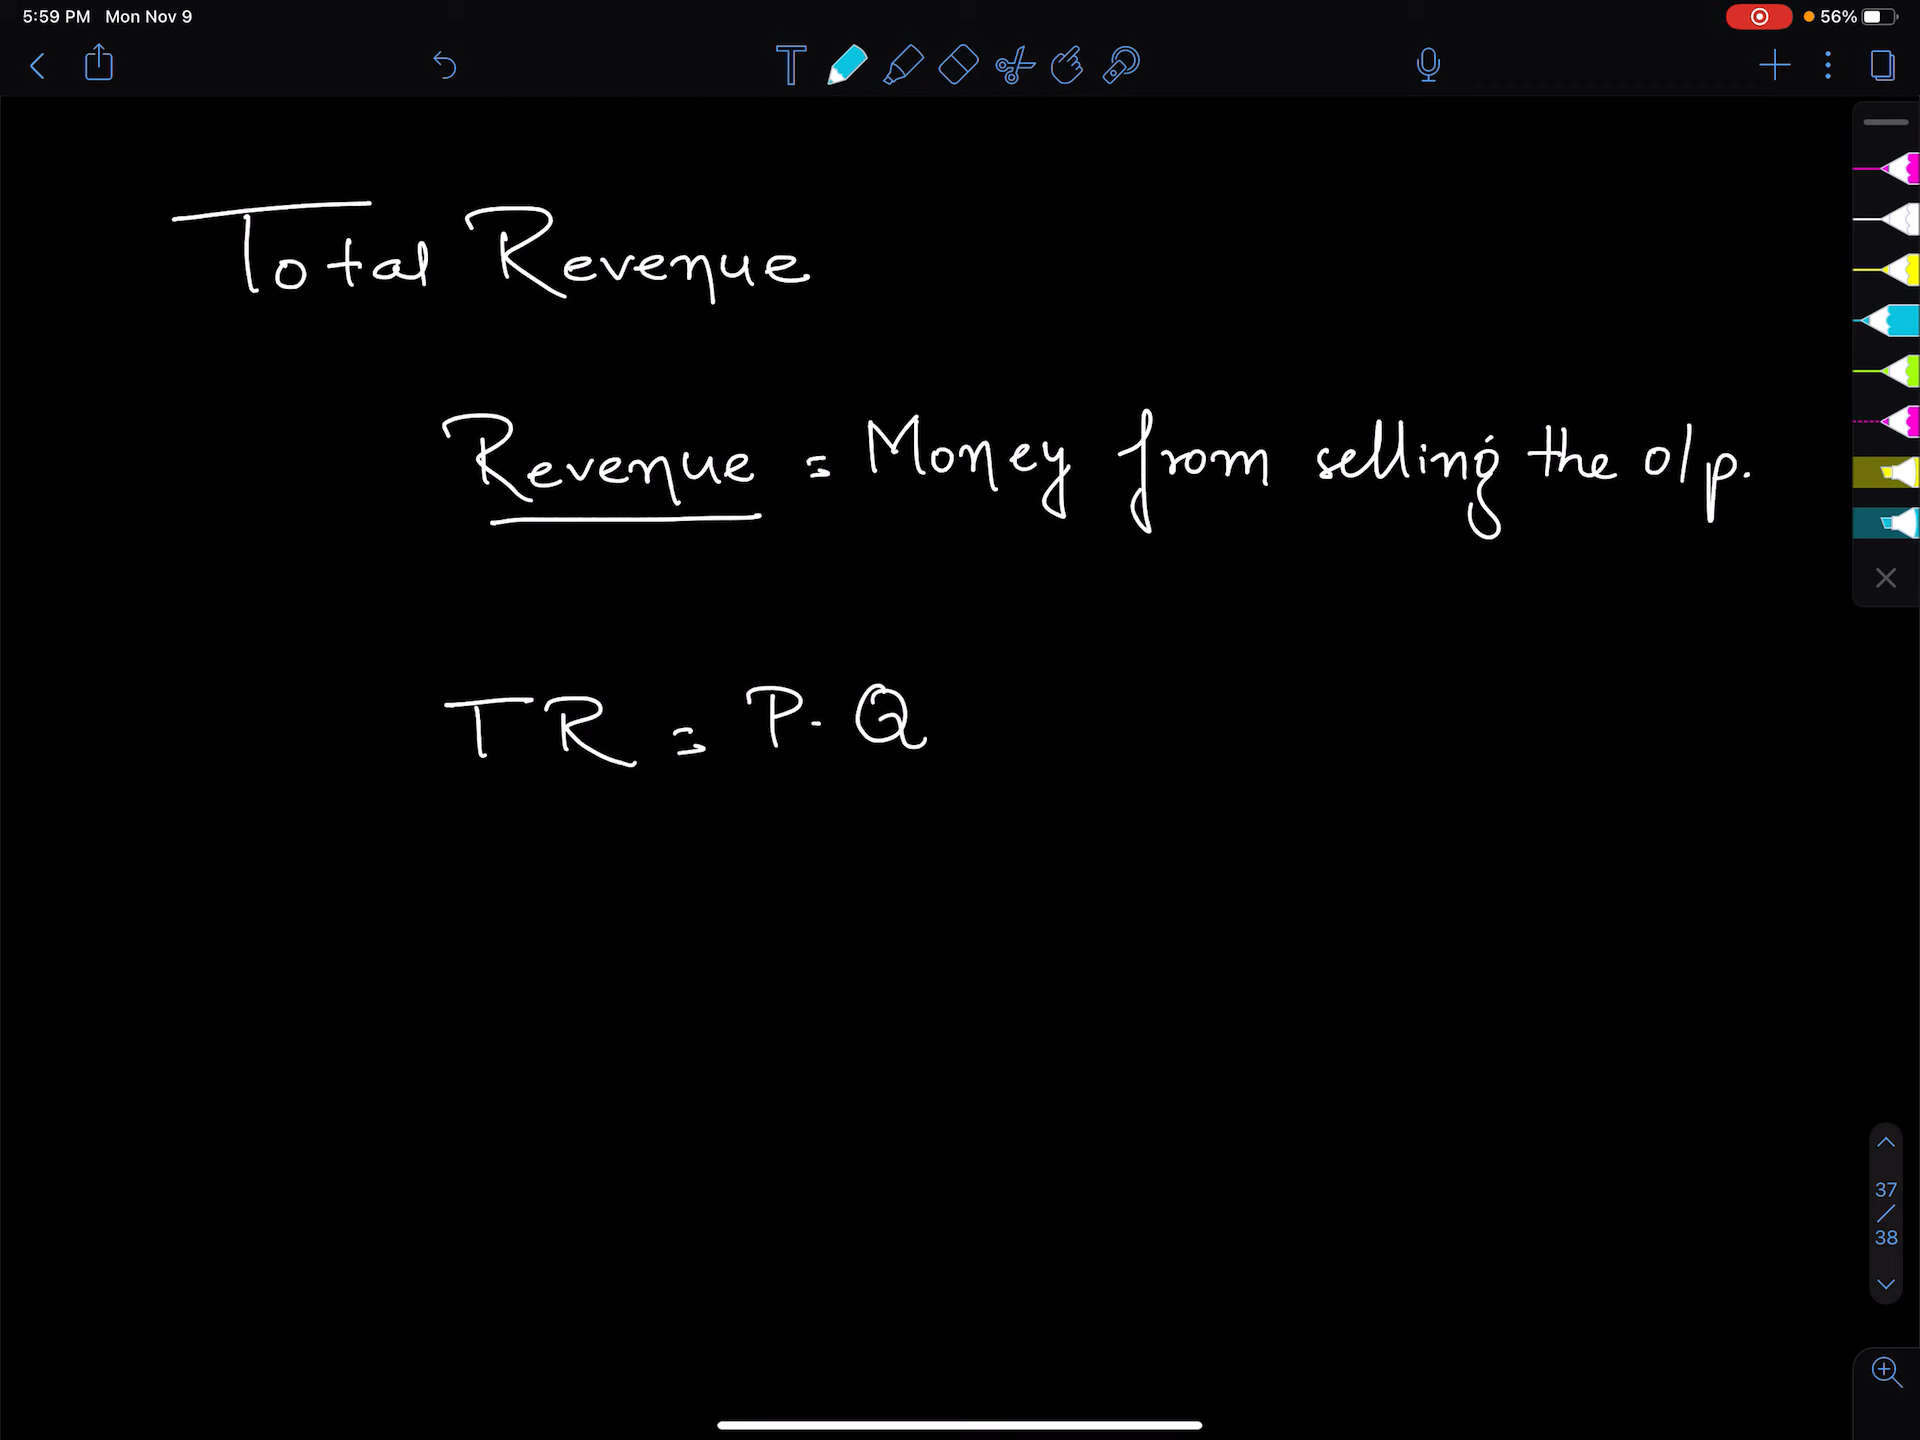 5:59 PM Mon Nov 9 56%
Total Revenue
Revenue = Money from selling the o/p.
TR = P. Q
37
/
38